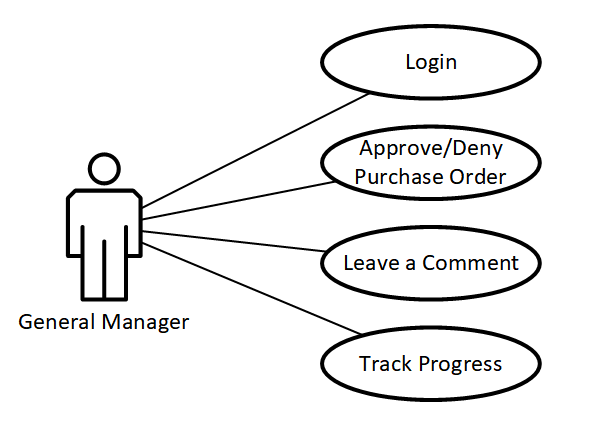 Login
Approve/Deny
Purchase Order
Leave a Comment
General Manager
Track Progress